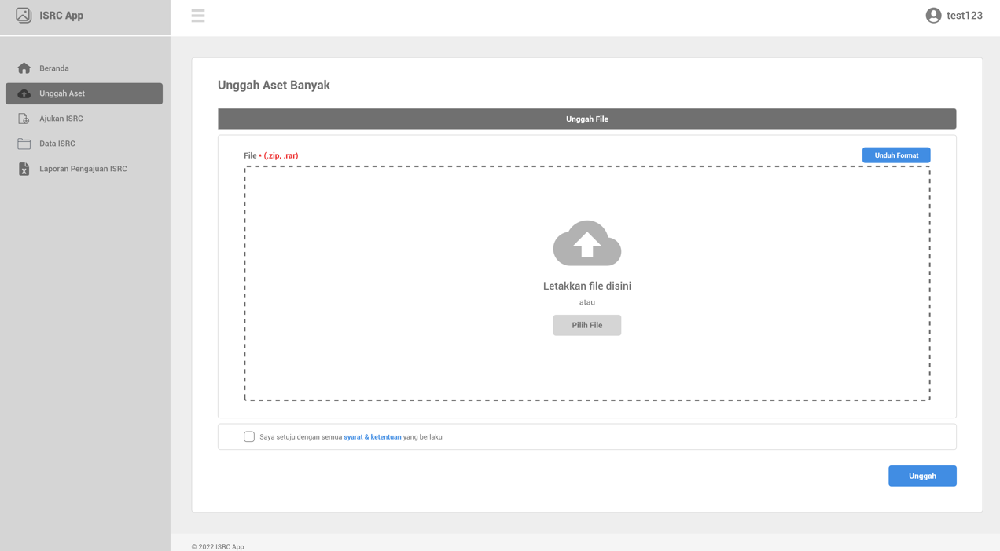 ISRC App
test123
Beranda
Unggah Aset
Ajukan ISRC
Data ISRC
Laporan Pengajuan ISRC
Unggah Aset Banyak
Unggah File
File * (.zip, .rar)
Unduh Format
Letakkan file disini
atau
Pilih File
Saya setuju dengan semua syarat & ketentuan yang berlaku
Unggah
© 2022 ISRC App